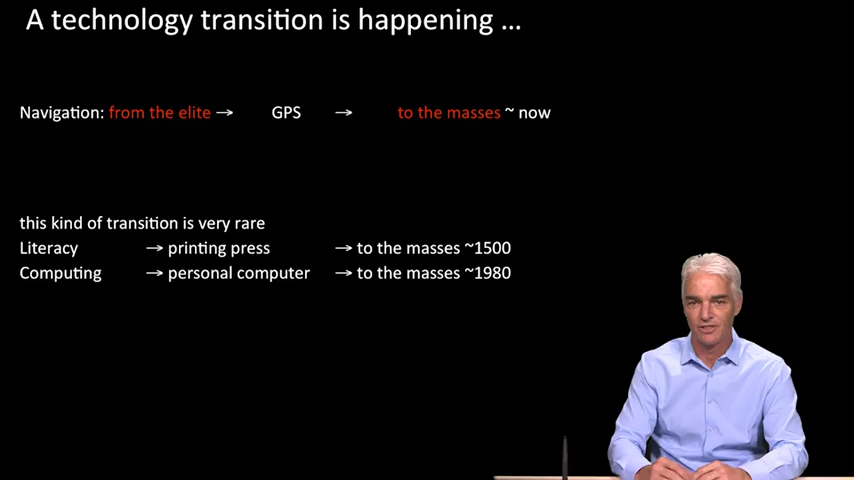 A technology transition is happening ...
Navigation: from the elite → GPS → to the masses ~ now
this kind of transition is very rare
Literacy → printing press → to the masses ~1500
Computing → personal computer → to the masses ~1980